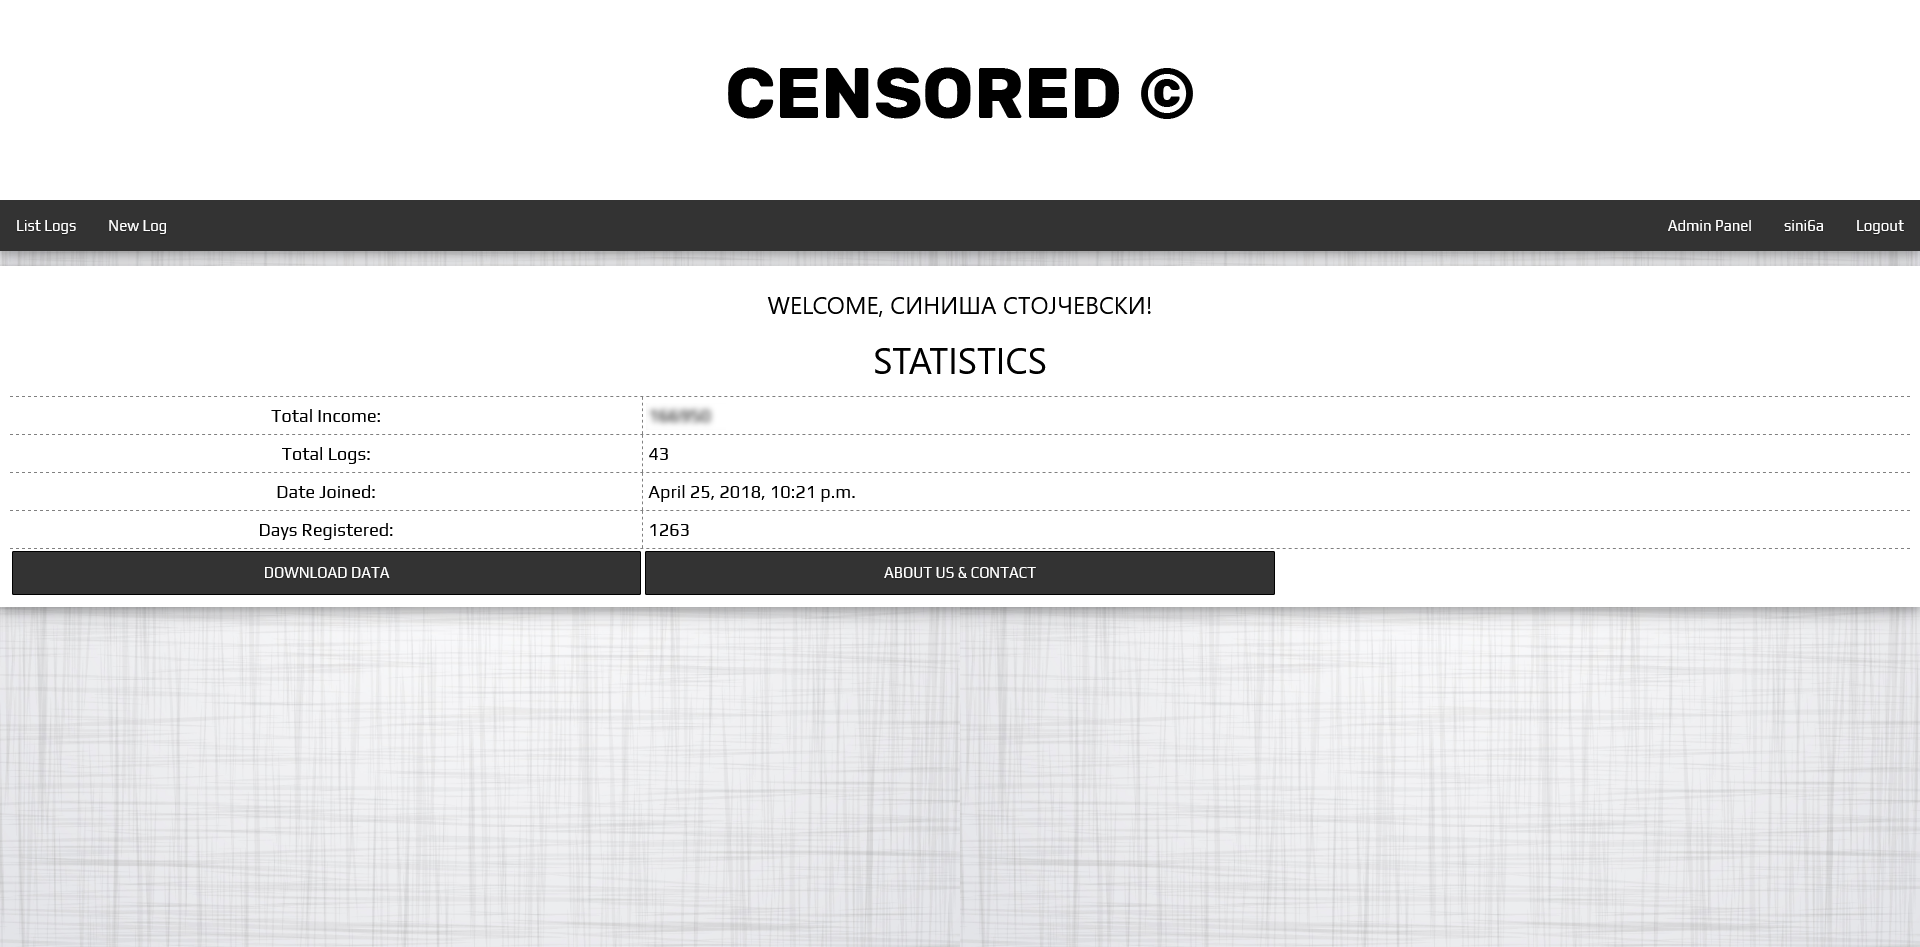 CENSORED ©
List Logs New Log Admin Panel sini6a Logout
WELCOME, СИНИША СТОЈЧЕВСКИ!
STATISTICS
Total Income:
Total Logs: 43
Date Joined: April 25, 2018, 10:21 p.m.
Days Registered: 1263
DOWNLOAD DATA ABOUT US & CONTACT